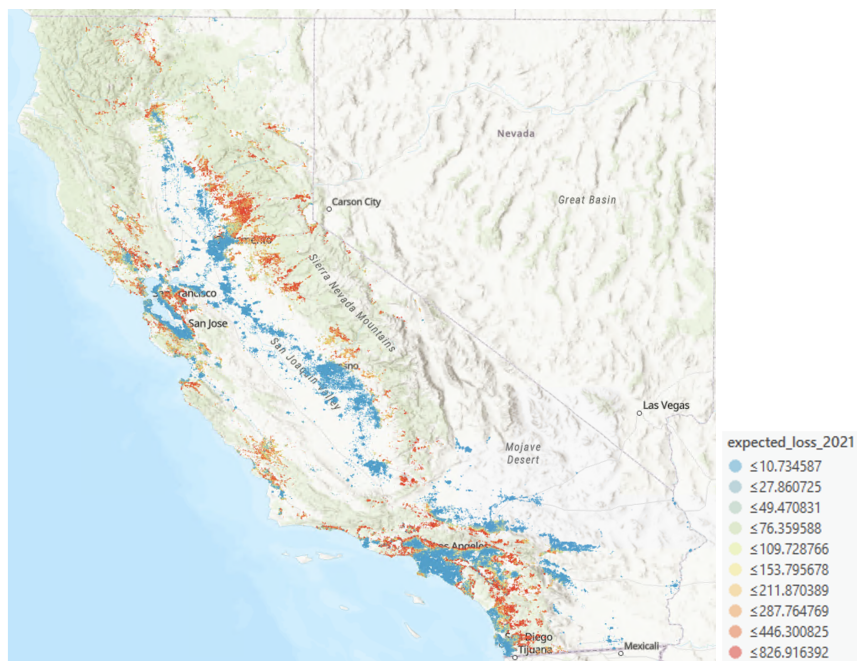 Nevada
Great Basin
Carson City
Sierra Nevada Mountains
San Jose
San Joaquin Valley
Las Vegas
Mojave
Desert
Tijuana
Mexicali
expected_loss_2021
≤10.734587
≤27.860725
≤49.470831
≤76.359588
≤109.728766
≤153.795678
≤211.870389
≤287.764769
≤446.300825
≤826.916392